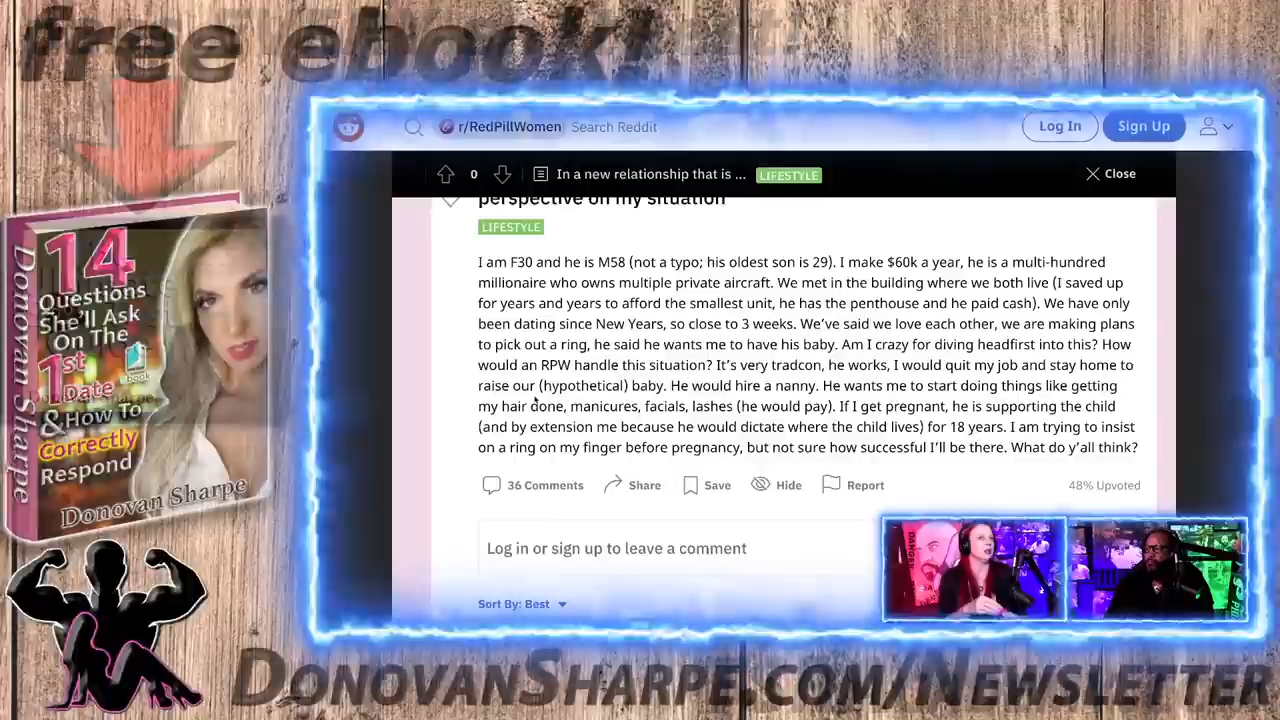 free ebook!
r/RedPillWomen Search Reddit Log In Sign Up
0 In a new relationship that is ... LIFESTYLE Close
perspective on my situation
LIFESTYLE
I am F30 and he is M58 (not a typo; his oldest son is 29). I make $60k a year, he is a multi-hundred
millionaire who owns multiple private aircraft. We met in the building where we both live (I saved up
for years and years to afford the smallest unit, he has the penthouse and he paid cash). We have only
been dating since New Years, so close to 3 weeks. We've said we love each other, we are making plans
to pick out a ring, he said he wants me to have his baby. Am I crazy for diving headfirst into this? How
would an RPW handle this situation? It's very tradcon, he works, I would quit my job and stay home to
raise our (hypothetical) baby. He would hire a nanny. He wants me to start doing things like getting
my hair done, manicures, facials, lashes (he would pay). If I get pregnant, he is supporting the child
(and by extension me because he would dictate where the child lives) for 18 years. I am trying to insist
on a ring on my finger before pregnancy, but not sure how successful I'll be there. What do y'all think?
36 Comments Share Save Hide Report 48% Upvoted
Log in or sign up to leave a comment
Sort By: Best
Donovan Sharpe
14
Questions
She'll Ask
On The
1st
Date
& How To
Correctly
Respond
Donovan Sharpe
DANGER
DonovanSharpe.com/Newsletter